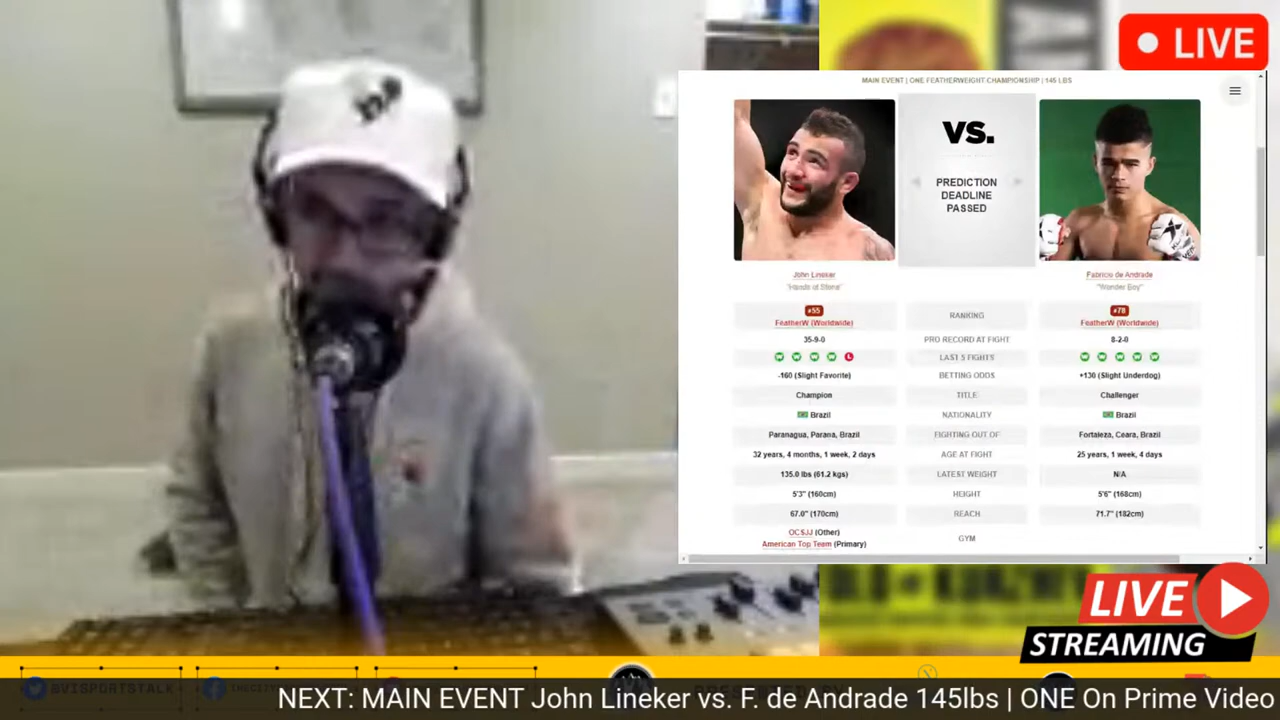 LIVE
MAIN EVENT | ONE FEATHERWEIGHT CHAMPIONSHIP | 145 LBS
VS.
PREDICTION
DEADLINE
PASSED
John Lineker
"Hands of Stone"
Fabricio de Andrade
"Wonder Boy"
#55
FeatherW (Worldwide)
RANKING
#78
FeatherW (Worldwide)
35-9-0
PRO RECORD AT FIGHT
8-2-0
W W W W L
LAST 5 FIGHTS
W W W W W
-160 (Slight Favorite)
BETTING ODDS
+130 (Slight Underdog)
Champion
TITLE
Challenger
Brazil
NATIONALITY
Brazil
Paranagua, Parana, Brazil
FIGHTING OUT OF
Fortaleza, Ceara, Brazil
32 years, 4 months, 1 week, 2 days
AGE AT FIGHT
25 years, 1 week, 4 days
135.0 lbs (61.2 kgs)
LATEST WEIGHT
N/A
5'3" (160cm)
HEIGHT
5'6" (168cm)
67.0" (170cm)
REACH
71.7" (182cm)
OCSJJ (Other)
American Top Team (Primary)
GYM
LIVE
STREAMING
@VISPORTSTALK
NEXT: MAIN EVENT John Lineker vs. F. de Andrade 145lbs | ONE On Prime Video